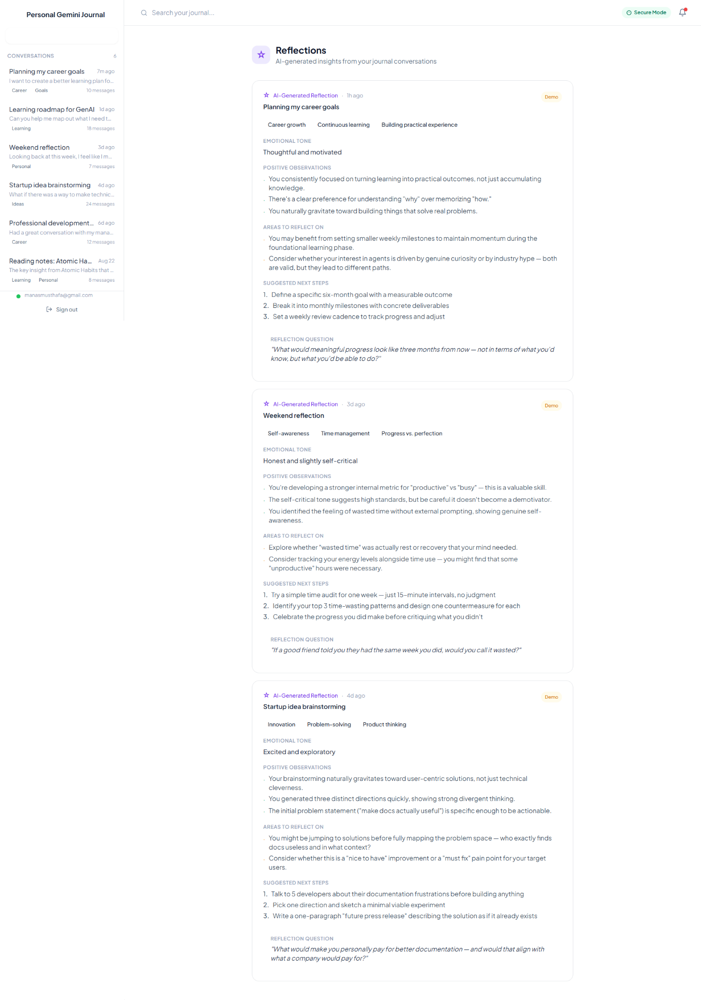 Personal Gemini Journal
CONVERSATIONS 6
Planning my career goals 7m ago
I want to create a better learning plan fo...
Career Goals 10 messages
Learning roadmap for GenAI 1d ago
Can you help me map out what I need t...
Learning 18 messages
Weekend reflection 3d ago
Looking back at this week, I feel like I m...
Personal 7 messages
Startup idea brainstorming 4d ago
What if there was a way to make technic...
Ideas 24 messages
Professional development... 6d ago
Had a great conversation with my mana...
Career 12 messages
Reading notes: Atomic Ha... Aug 22
The key insight from Atomic Habits that ...
Learning Personal 8 messages
manasmusthafa@gmail.com
Sign out
Search your journal...
Secure Mode
Reflections
AI-generated insights from your journal conversations
AI-Generated Reflection · 1h ago
Demo
Planning my career goals
Career growth Continuous learning Building practical experience
EMOTIONAL TONE
Thoughtful and motivated
POSITIVE OBSERVATIONS
· You consistently focused on turning learning into practical outcomes, not just accumulating
knowledge.
· There's a clear preference for understanding "why" over memorizing "how."
· You naturally gravitate toward building things that solve real problems.
AREAS TO REFLECT ON
· You may benefit from setting smaller weekly milestones to maintain momentum during the
foundational learning phase.
· Consider whether your interest in agents is driven by genuine curiosity or by industry hype — both
are valid, but they lead to different paths.
SUGGESTED NEXT STEPS
1. Define a specific six-month goal with a measurable outcome
2. Break it into monthly milestones with concrete deliverables
3. Set a weekly review cadence to track progress and adjust
REFLECTION QUESTION
"What would meaningful progress look like three months from now — not in terms of what you'd
know, but what you'd be able to do?"
AI-Generated Reflection · 3d ago
Demo
Weekend reflection
Self-awareness Time management Progress vs. perfection
EMOTIONAL TONE
Honest and slightly self-critical
POSITIVE OBSERVATIONS
· You're developing a stronger internal metric for "productive" vs "busy" — this is a valuable skill.
· The self-critical tone suggests high standards, but be careful it doesn't become a demotivator.
· You identified the feeling of wasted time without external prompting, showing genuine self-
awareness.
AREAS TO REFLECT ON
· Explore whether "wasted time" was actually rest or recovery that your mind needed.
· Consider tracking your energy levels alongside time use — you might find that some
"unproductive" hours were necessary.
SUGGESTED NEXT STEPS
1. Try a simple time audit for one week — just 15-minute intervals, no judgment
2. Identify your top 3 time-wasting patterns and design one countermeasure for each
3. Celebrate the progress you did make before critiquing what you didn't
REFLECTION QUESTION
"If a good friend told you they had the same week you did, would you call it wasted?"
AI-Generated Reflection · 4d ago
Demo
Startup idea brainstorming
Innovation Problem-solving Product thinking
EMOTIONAL TONE
Excited and exploratory
POSITIVE OBSERVATIONS
· Your brainstorming naturally gravitates toward user-centric solutions, not just technical
cleverness.
· You generated three distinct directions quickly, showing strong divergent thinking.
· The initial problem statement ("make docs actually useful") is specific enough to be actionable.
AREAS TO REFLECT ON
· You might be jumping to solutions before fully mapping the problem space — who exactly finds
docs useless and in what context?
· Consider whether this is a "nice to have" improvement or a "must fix" pain point for your target
users.
SUGGESTED NEXT STEPS
1. Talk to 5 developers about their documentation frustrations before building anything
2. Pick one direction and sketch a minimal viable experiment
3. Write a one-paragraph "future press release" describing the solution as if it already exists
REFLECTION QUESTION
"What would make you personally pay for better documentation — and would that align with
what a company would pay for?"